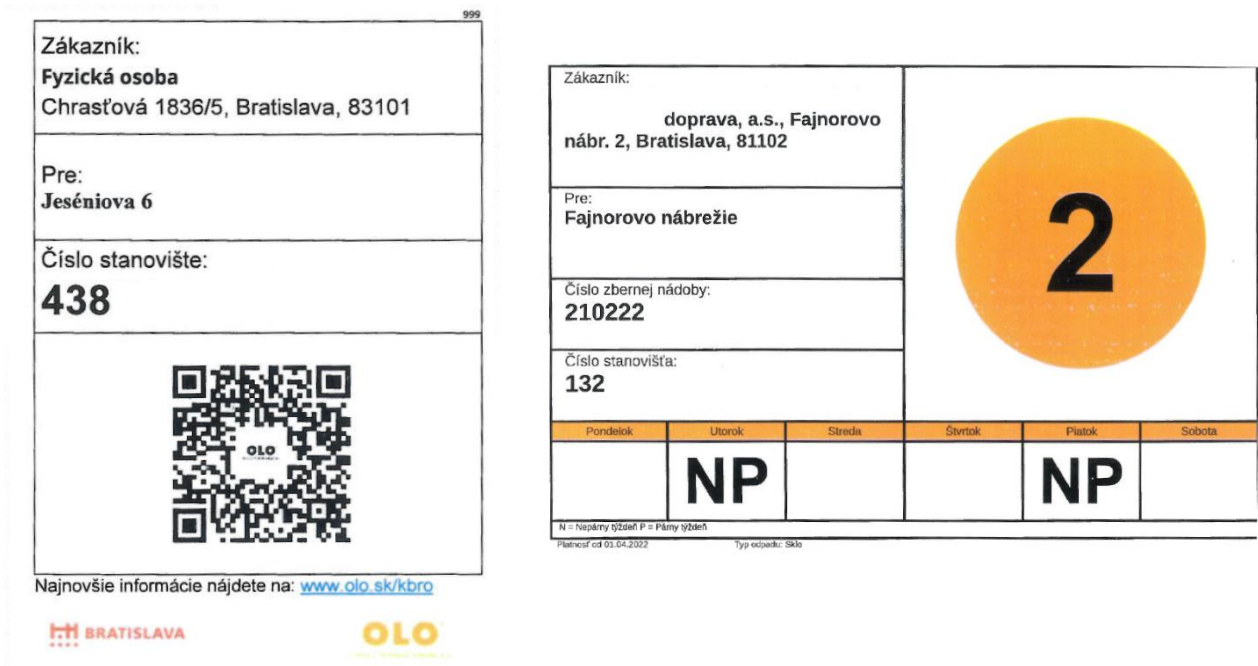 999
Zákazník:
Fyzická osoba
Chrasťová 1836/5, Bratislava, 83101
Pre:
Jeséniova 6
Číslo stanovište:
438
OLO
Najnovšie informácie nájdete na: www.olo.sk/kbro
BRATISLAVA
OLO
Zákazník:
doprava, a.s., Fajnorovo
nábr. 2, Bratislava, 81102
Pre:
Fajnorovo nábrežie
Číslo zbernej nádoby:
210222
Číslo stanovišťa:
132
2
Pondelok Utorok Streda Štvrtok Piatok Sobota
NP NP
N = Nepárny týždeň P = Párny týždeň
Platnosť od 01.04.2022 Typ odpadu: Sklo